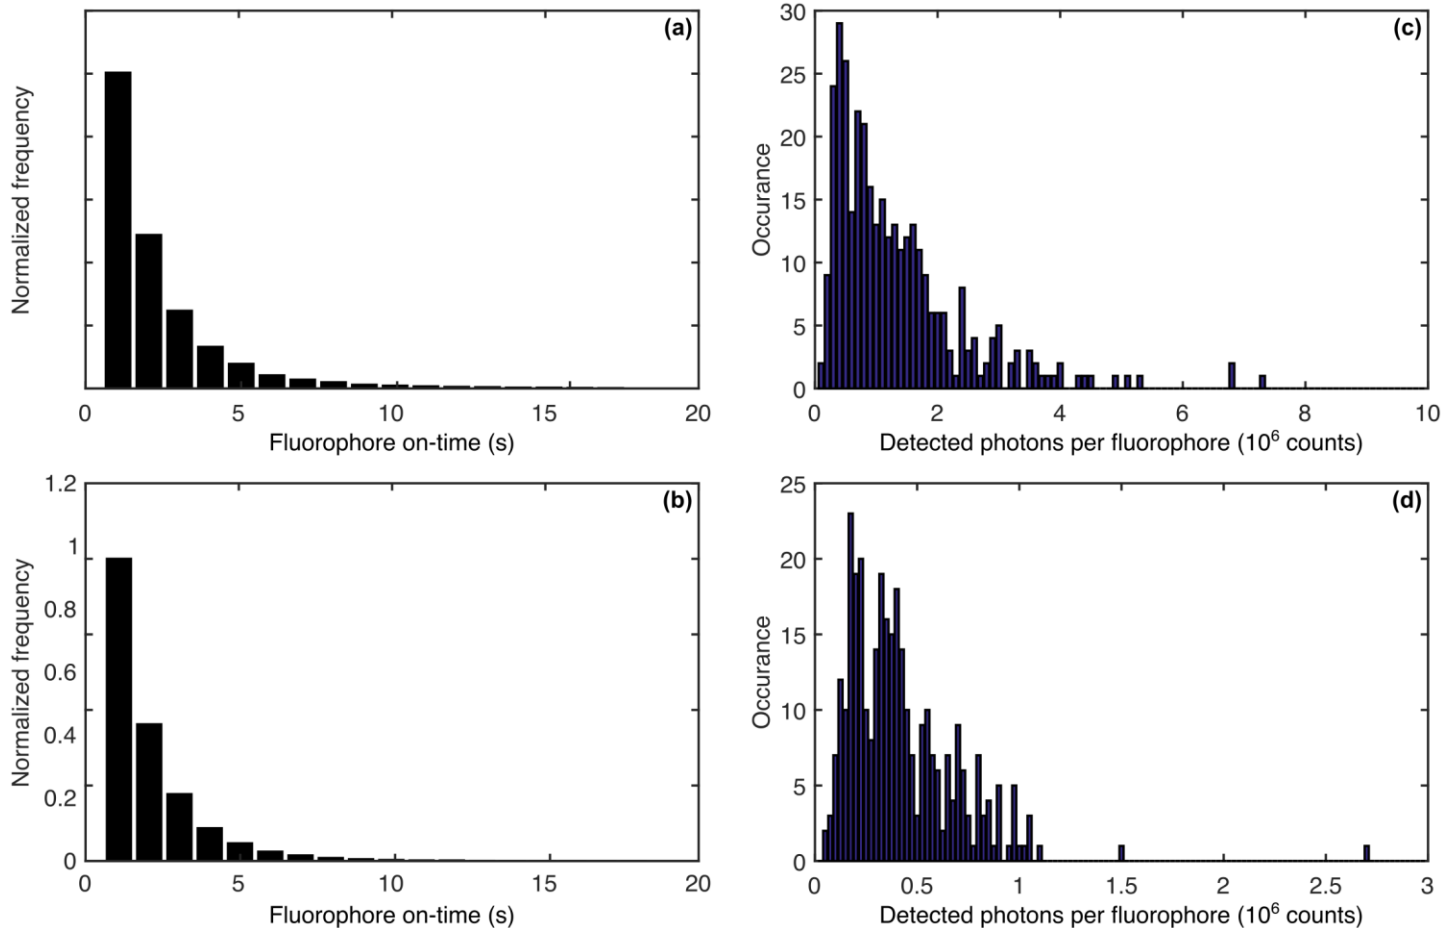 (a)
Normalized frequency
0 5 10 15 20
Fluorophore on-time (s)
(c)
Occurance
30
25
20
15
10
5
0
0 2 4 6 8 10
Detected photons per fluorophore (10⁶ counts)
(b)
Normalized frequency
1.2
1
0.8
0.6
0.4
0.2
0
0 5 10 15 20
Fluorophore on-time (s)
(d)
Occurance
25
20
15
10
5
0
0 0.5 1 1.5 2 2.5 3
Detected photons per fluorophore (10⁶ counts)